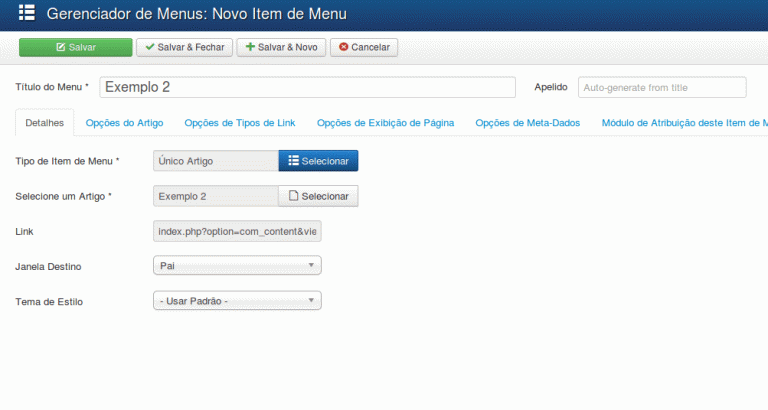 Gerenciador de Menus: Novo Item de Menu
Salvar Salvar & Fechar Salvar & Novo Cancelar
Título do Menu * Exemplo 2 Apelido Auto-generate from title
Detalhes Opções do Artigo Opções de Tipos de Link Opções de Exibição de Página Opções de Meta-Dados Módulo de Atribuição deste Item de M
Tipo de Item de Menu * Único Artigo Selecionar
Selecione um Artigo * Exemplo 2 Selecionar
Link index.php?option=com_content&vie
Janela Destino Pai
Tema de Estilo - Usar Padrão -